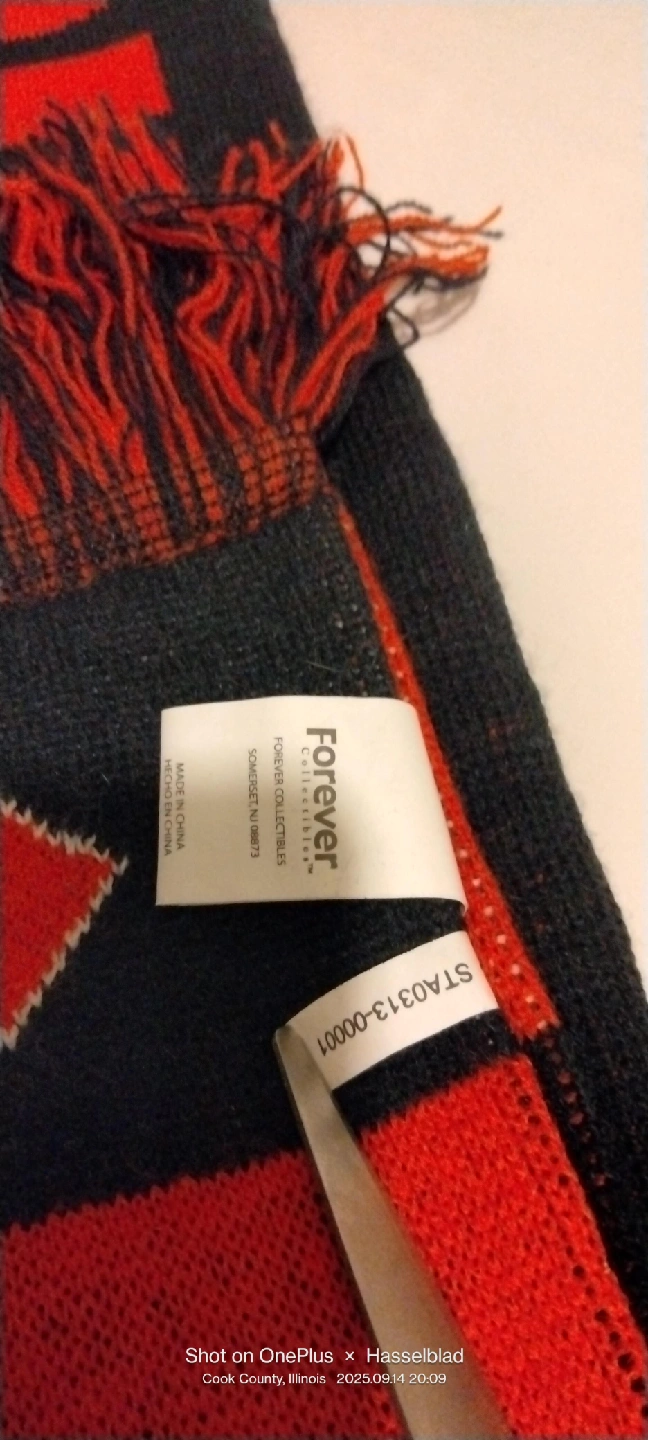 Forever
Collectibles™
FOREVER COLLECTIBLES
SOMERSET, NJ 08873
MADE IN CHINA
HECHO EN CHINA
STA0313-00001
Shot on OnePlus × Hasselblad
Cook County, Illinois 2025.09.14 20:09